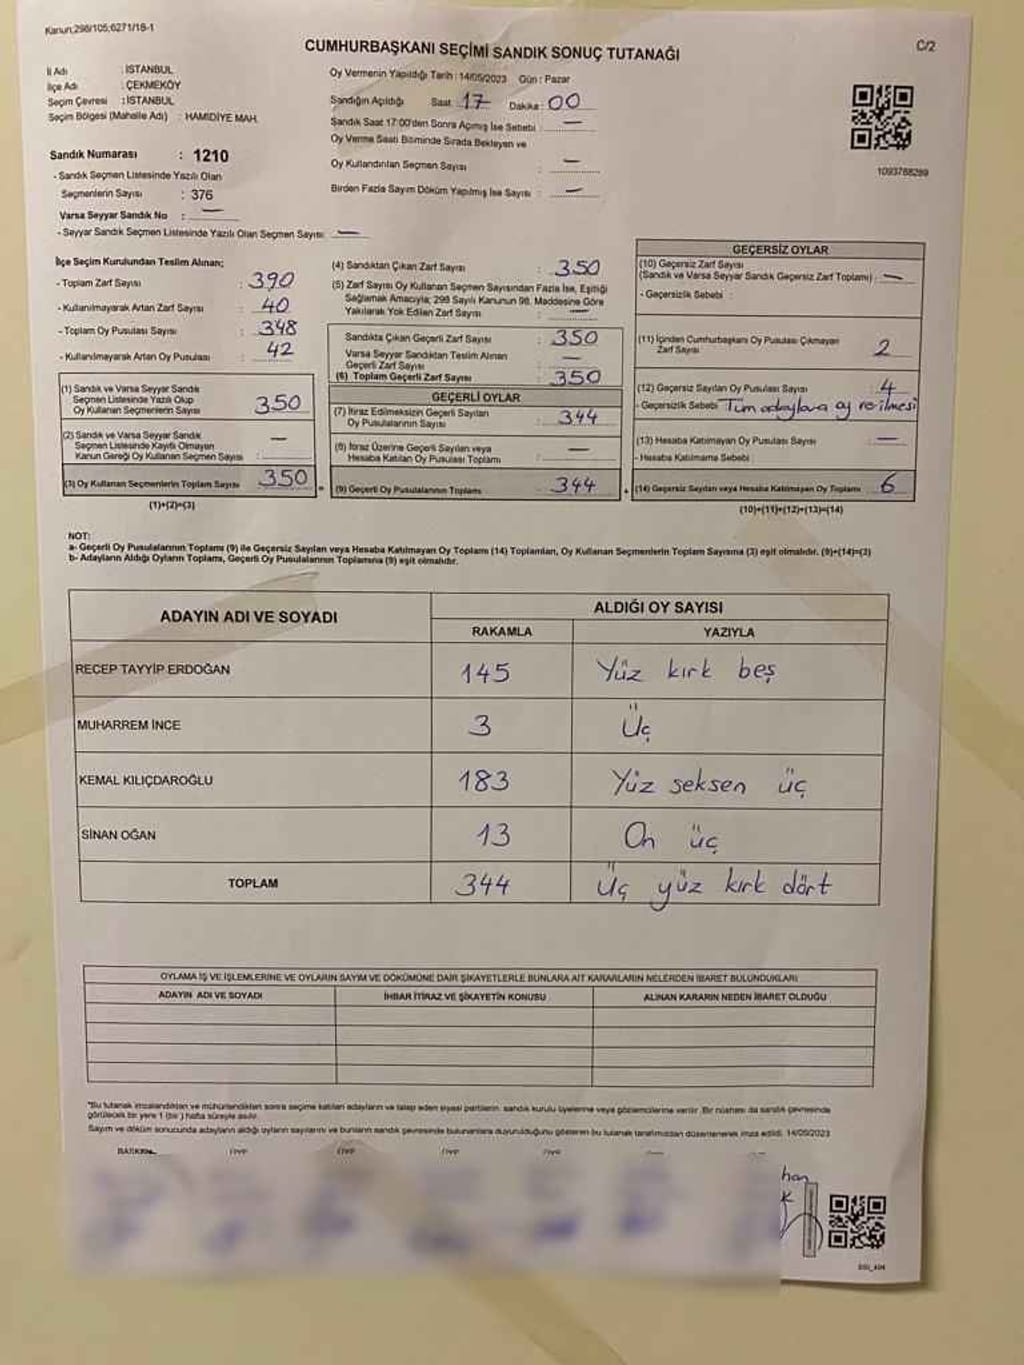 Kanun;298/105;6271/18-1
CUMHURBAŞKANI SEÇİMİ SANDIK SONUÇ TUTANAĞI
C/2
İl Adı : İSTANBUL
İlçe Adı : ÇEKMEKÖY
Seçim Çevresi : İSTANBUL
Seçim Bölgesi (Mahalle Adı) : HAMİDİYE MAH.
Sandık Numarası : 1210
- Sandık Seçmen Listesinde Yazılı Olan
Seçmenlerin Sayısı : 376
Varsa Seyyar Sandık No : —
- Seyyar Sandık Seçmen Listesinde Yazılı Olan Seçmen Sayısı: —
Oy Vermenin Yapıldığı Tarih : 14/05/2023 Gün : Pazar
Sandığın Açıldığı Saat : 17 Dakika : 00
Sandık Saat 17:00'den Sonra Açılmış İse Sebebi : —
Oy Verme Saati Bitiminde Sırada Bekleyen ve
Oy Kullandırılan Seçmen Sayısı : —
Birden Fazla Sayım Döküm Yapılmış İse Sayısı : —
1093788289
İlçe Seçim Kurulundan Teslim Alınan;
- Toplam Zarf Sayısı : 390
- Kullanılmayarak Artan Zarf Sayısı : 40
- Toplam Oy Pusulası Sayısı : 348
- Kullanılmayarak Artan Oy Pusulası : 42
(1) Sandık ve Varsa Seyyar Sandık
Seçmen Listesinde Yazılı Olup
Oy Kullanan Seçmenlerin Sayısı : 350
(2) Sandık ve Varsa Seyyar Sandık
Seçmen Listesinde Kayıtlı Olmayan
Kanun Gereği Oy Kullanan Seçmen Sayısı : —
(3) Oy Kullanan Seçmenlerin Toplam Sayısı : 350
(1)+(2)=(3)
(4) Sandıktan Çıkan Zarf Sayısı : 350
(5) Zarf Sayısı Oy Kullanan Seçmen Sayısından Fazla İse, Eşitliği
Sağlamak Amacıyla; 298 Sayılı Kanunun 98. Maddesine Göre
Yakılarak Yok Edilen Zarf Sayısı : —
Sandıkta Çıkan Geçerli Zarf Sayısı : 350
Varsa Seyyar Sandıktan Teslim Alınan
Geçerli Zarf Sayısı : —
(6) Toplam Geçerli Zarf Sayısı : 350
GEÇERLİ OYLAR
(7) İtiraz Edilmeksizin Geçerli Sayılan
Oy Pusulalarının Sayısı : 344
(8) İtiraz Üzerine Geçerli Sayılan veya
Hesaba Katılan Oy Pusulası Toplamı : —
= (9) Geçerli Oy Pusulalarının Toplamı : 344
GEÇERSİZ OYLAR
(10) Geçersiz Zarf Sayısı
(Sandık ve Varsa Seyyar Sandık Geçersiz Zarf Toplamı) : —
- Geçersizlik Sebebi :
(11) İçinden Cumhurbaşkanı Oy Pusulası Çıkmayan
Zarf Sayısı : 2
(12) Geçersiz Sayılan Oy Pusulası Sayısı : 4
- Geçersizlik Sebebi : Tüm adaylara oy verilmesi
(13) Hesaba Katılmayan Oy Pusulası Sayısı : —
- Hesaba Katılmama Sebebi :
+ (14) Geçersiz Sayılan veya Hesaba Katılmayan Oy Toplamı : 6
(10)+(11)+(12)+(13)=(14)
NOT:
a- Geçerli Oy Pusulalarının Toplamı (9) ile Geçersiz Sayılan veya Hesaba Katılmayan Oy Toplamı (14) Toplamları, Oy Kullanan Seçmenlerin Toplam Sayısına (3) eşit olmalıdır. (9)+(14)=(3)
b- Adayların Aldığı Oyların Toplamı, Geçerli Oy Pusulalarının Toplamına (9) eşit olmalıdır.
ADAYIN ADI VE SOYADI
ALDIĞI OY SAYISI
RAKAMLA YAZIYLA
RECEP TAYYİP ERDOĞAN 145 Yüz kırk beş
MUHARREM İNCE 3 Üç
KEMAL KILIÇDAROĞLU 183 Yüz seksen üç
SİNAN OĞAN 13 On üç
TOPLAM 344 Üç yüz kırk dört
OYLAMA İŞ VE İŞLEMLERİNE VE OYLARIN SAYIM VE DÖKÜMÜNE DAİR ŞİKAYETLERLE BUNLARA AİT KARARLARIN NELERDEN İBARET BULUNDUKLARI
ADAYIN ADI VE SOYADI İHBAR İTİRAZ VE ŞİKAYETİN KONUSU ALINAN KARARIN NEDEN İBARET OLDUĞU
"Bu tutanak imzalandıktan ve mühürlendikten sonra seçime katılan adayların ve talep eden siyasi partilerin, sandık kurulu üyelerine veya gözlemcilerine verilir. Bir nüshası da sandık çevresinde
görülecek bir yere 1 (bir) hafta süreyle asılır.
Sayım ve döküm sonucunda adayların aldığı oyların sayılarını ve bunların sandık çevresinde bulunanlara duyurulduğunu gösteren bu tutanak tarafımızdan düzenlenerek imza edildi. 14/05/2023
han